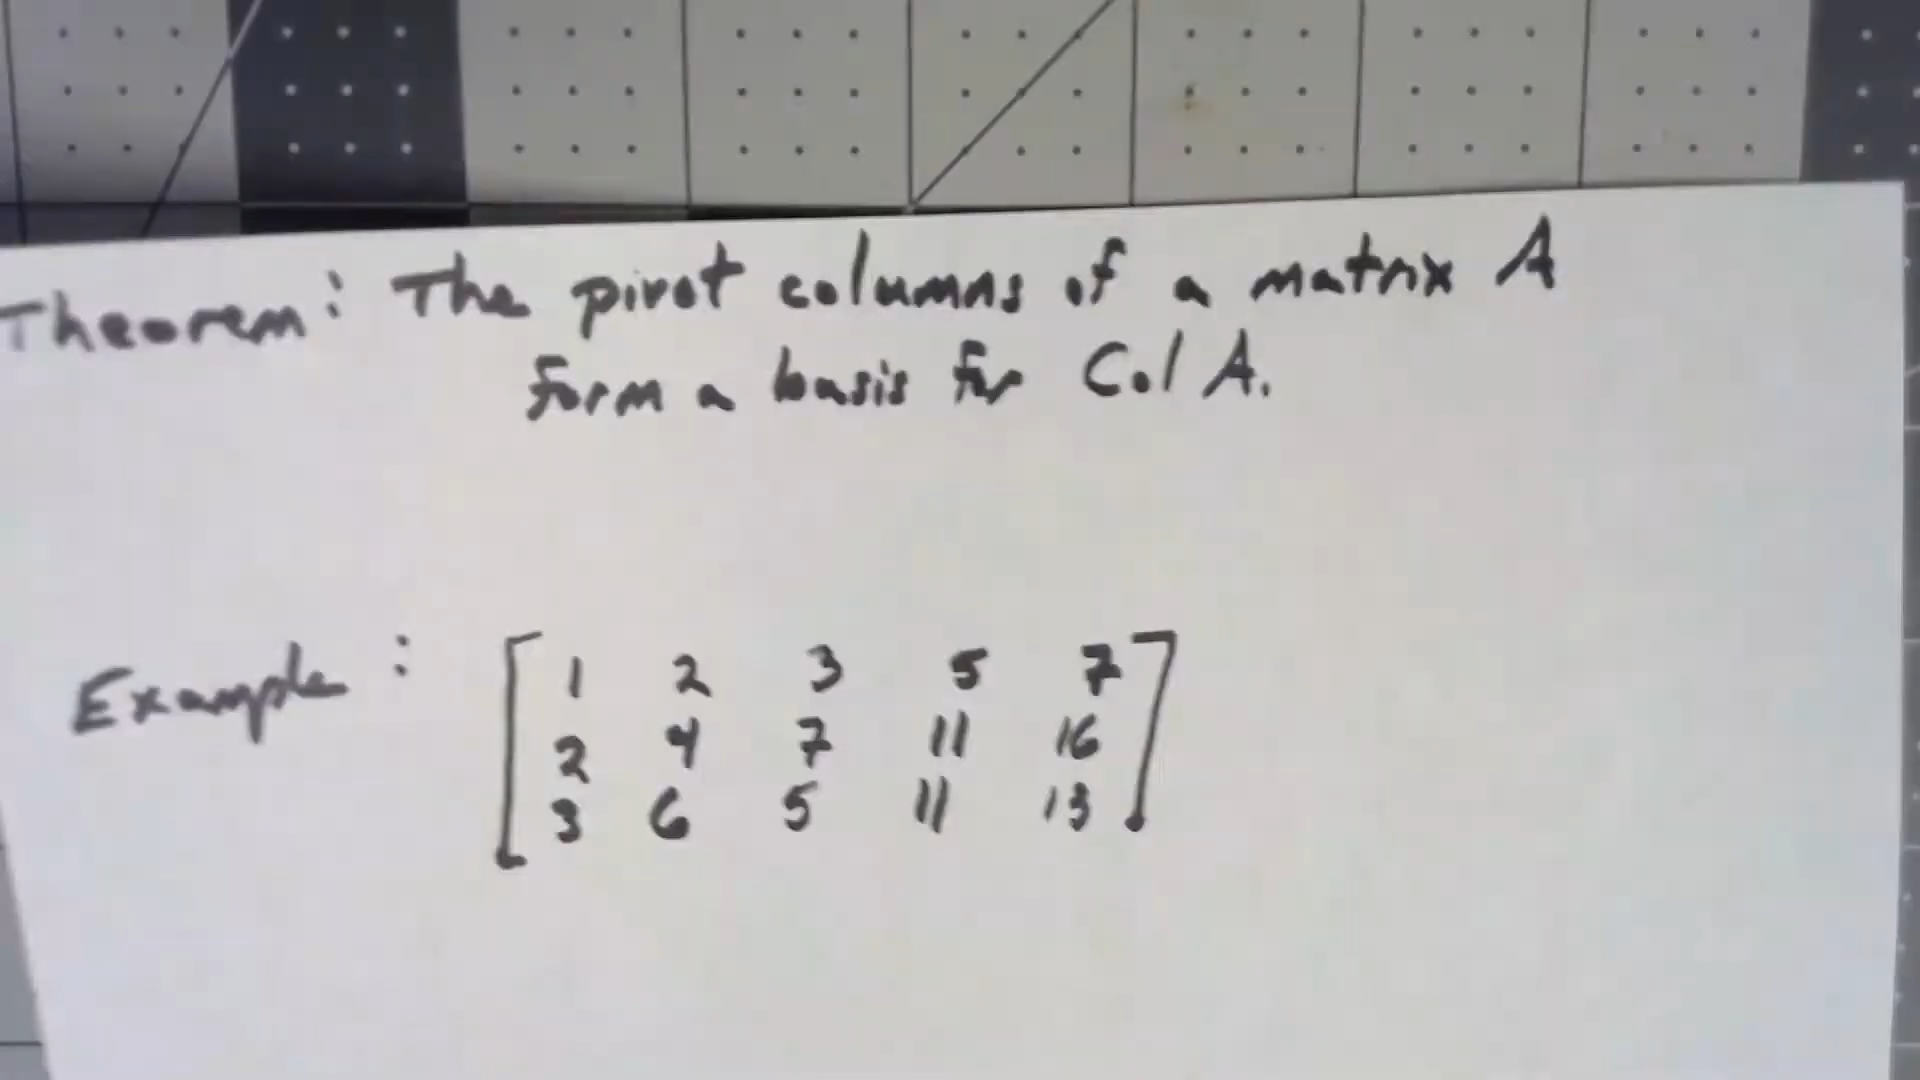 Theorem: The pivot columns of a matrix A
form a basis for Col A.
Example: 1 2 3 5 7
2 4 7 11 16
3 6 5 11 13